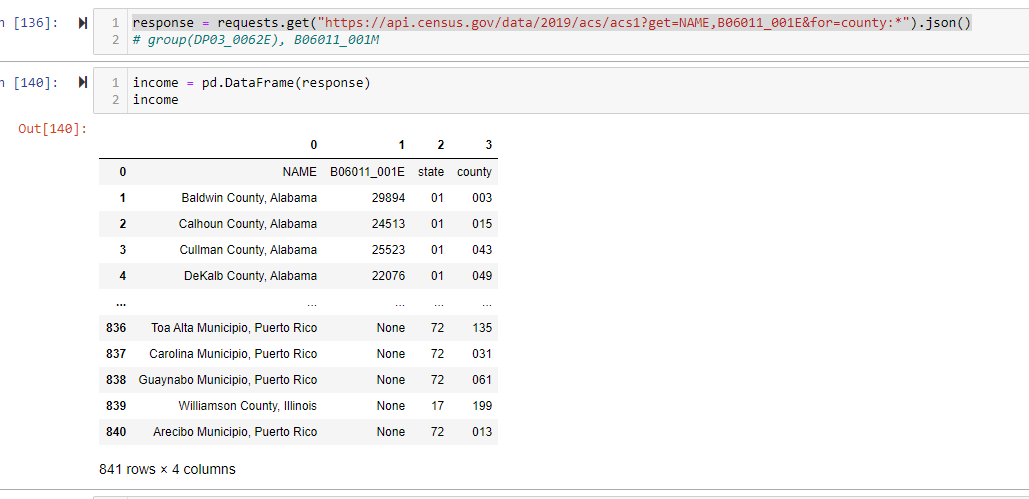 n [136]:
1 response = requests.get("https://api.census.gov/data/2019/acs/acs1?get=NAME,B06011_001E&for=county:*").json()
2 # group(DP03_0062E), B06011_001M
n [140]:
1 income = pd.DataFrame(response)
2 income
Out[140]:
0 1 2 3
0 NAME B06011_001E state county
1 Baldwin County, Alabama 29894 01 003
2 Calhoun County, Alabama 24513 01 015
3 Cullman County, Alabama 25523 01 043
4 DeKalb County, Alabama 22076 01 049
... ... ... ... ...
836 Toa Alta Municipio, Puerto Rico None 72 135
837 Carolina Municipio, Puerto Rico None 72 031
838 Guaynabo Municipio, Puerto Rico None 72 061
839 Williamson County, Illinois None 17 199
840 Arecibo Municipio, Puerto Rico None 72 013
841 rows × 4 columns